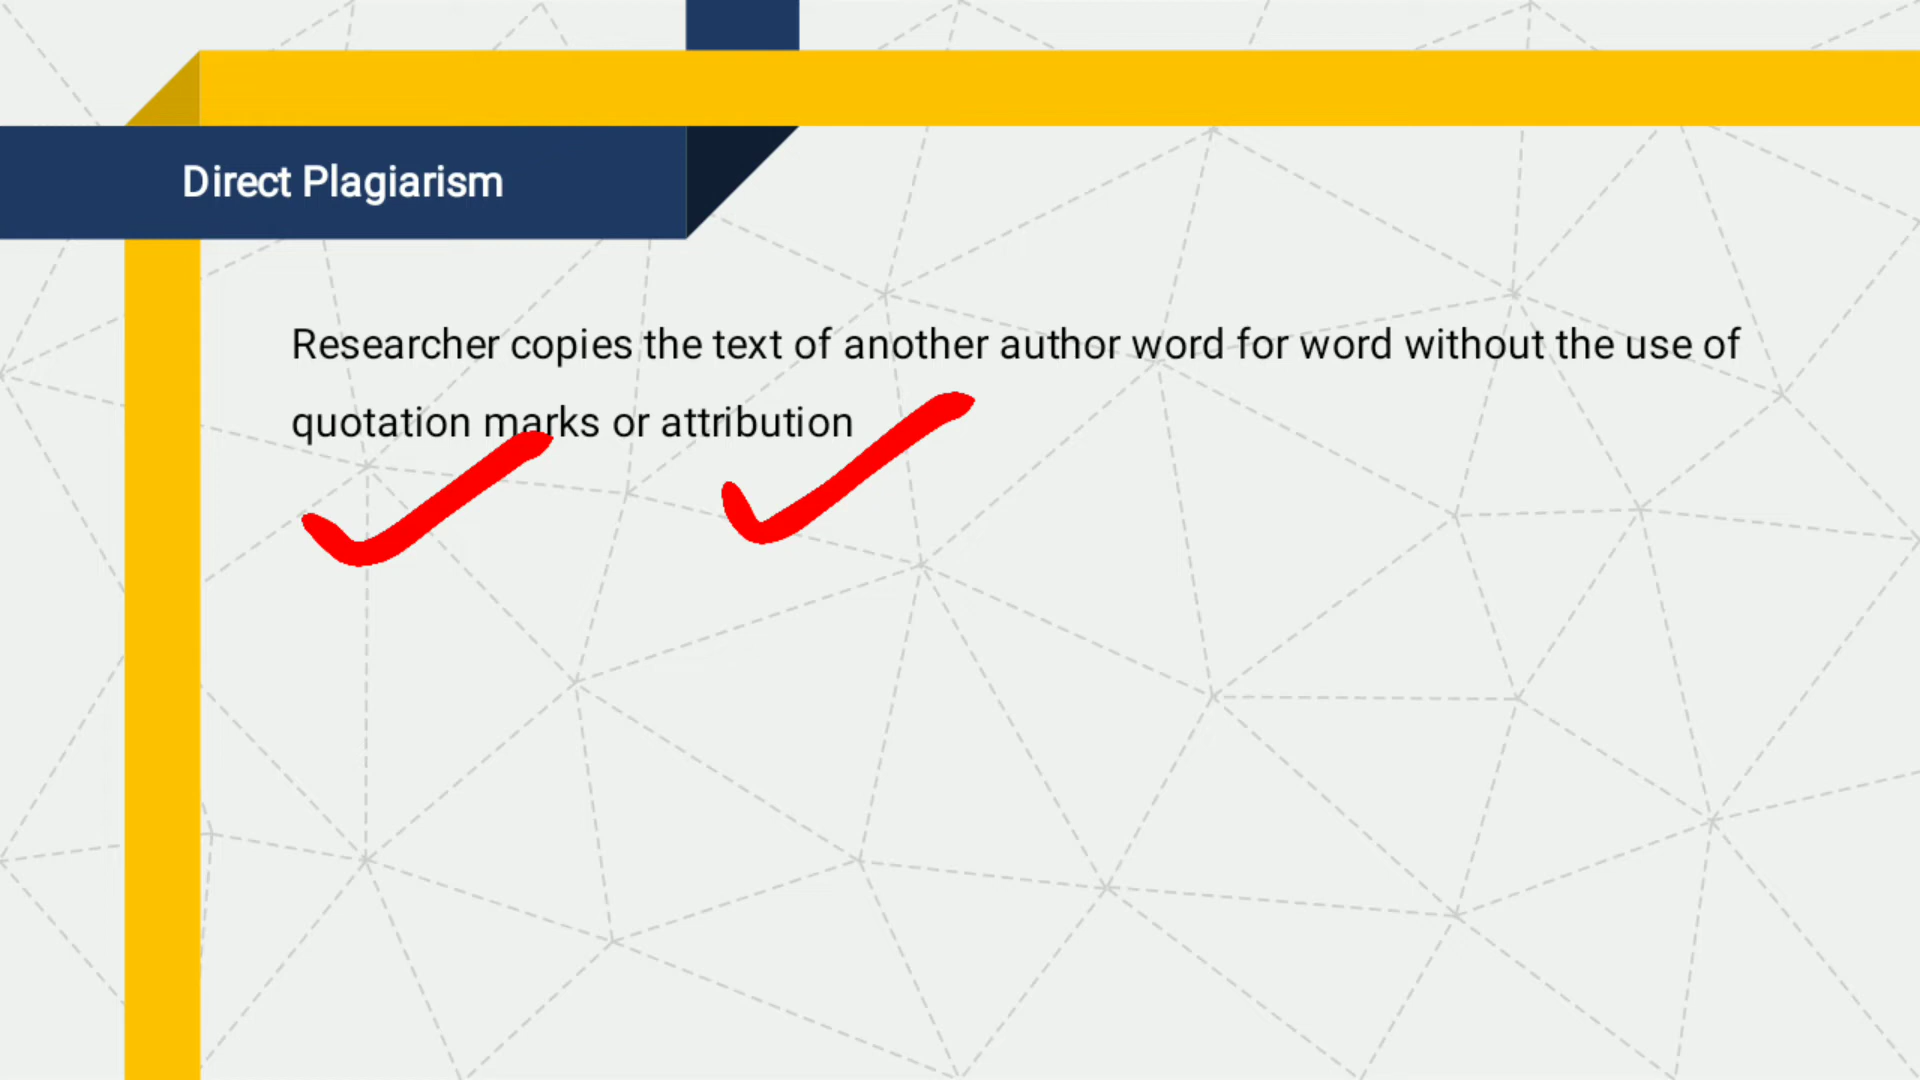 Direct Plagiarism
Researcher copies the text of another author word for word without the use of
quotation marks or attribution